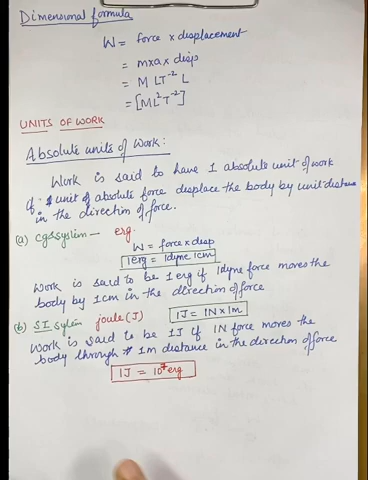 Dimensional formula
W = force x displacement
= mxax disp
= M LT⁻² L
= [ML²T⁻²]
UNITS OF WORK
Absolute units of Work:
Work is said to have 1 absolute unit of work
if unit of absolute force displace the body by unit distance
in the direction of force.
(a) cgs system - erg.
W = force x disp
1erg = 1dyne 1cm
Work is said to be 1 erg if 1dyne force moves the
body by 1cm in the direction of force
(b) SI system joule (J) 1J = 1N x 1m
Work is said to be 1J if 1N force moves the
body through 1m distance in the direction of force
1J = 10⁷ erg